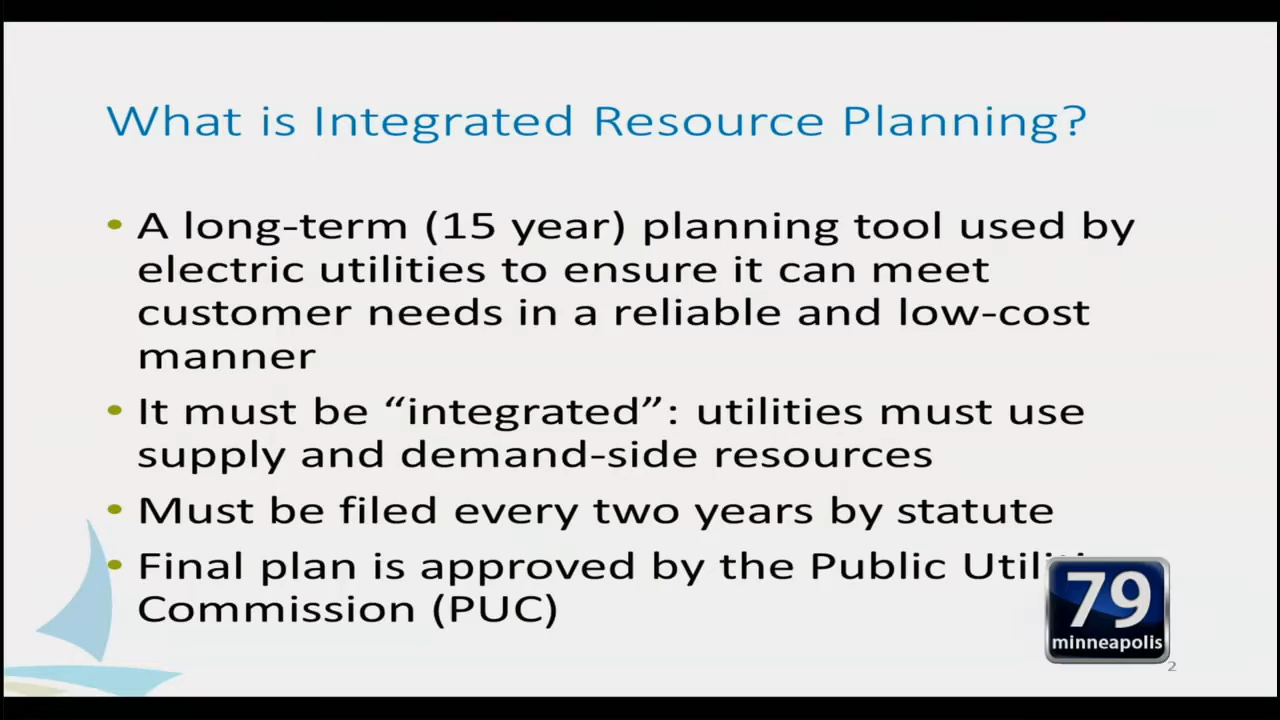 What is Integrated Resource Planning?
• A long-term (15 year) planning tool used by
electric utilities to ensure it can meet
customer needs in a reliable and low-cost
manner
• It must be “integrated”: utilities must use
supply and demand-side resources
• Must be filed every two years by statute
• Final plan is approved by the Public
Commission (PUC)
79
minneapolis
2